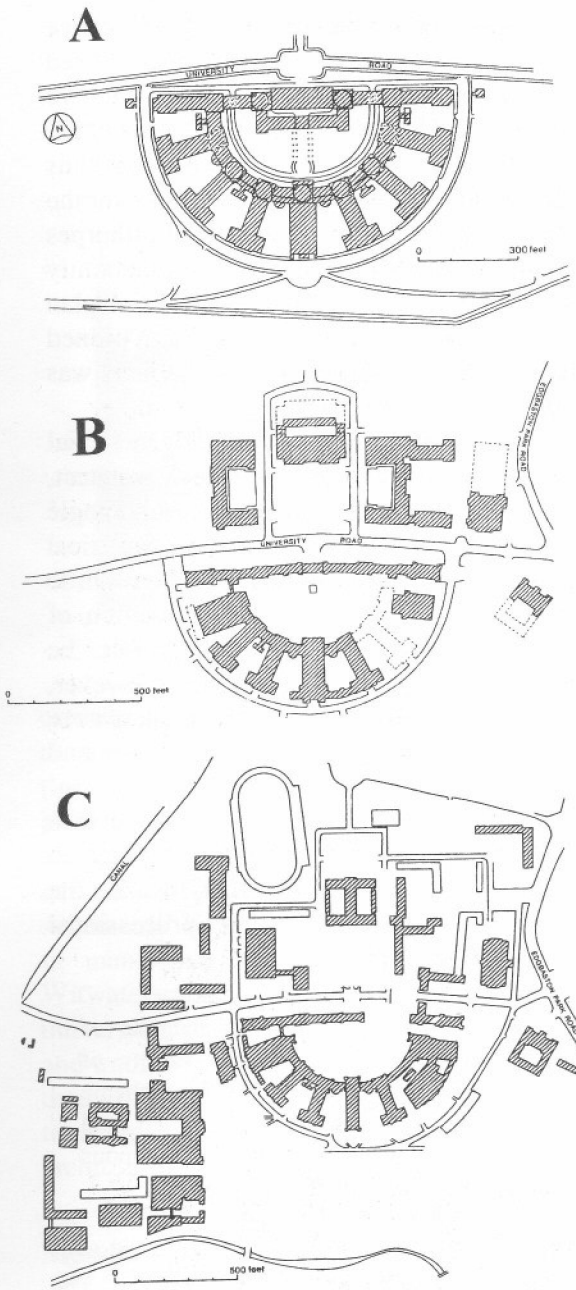 A
UNIVERSITY ROAD
N
0 300 feet
B
EDGBASTON PARK ROAD
UNIVERSITY ROAD
0 500 feet
C
CANAL
EDGBASTON PARK ROAD
0 500 feet